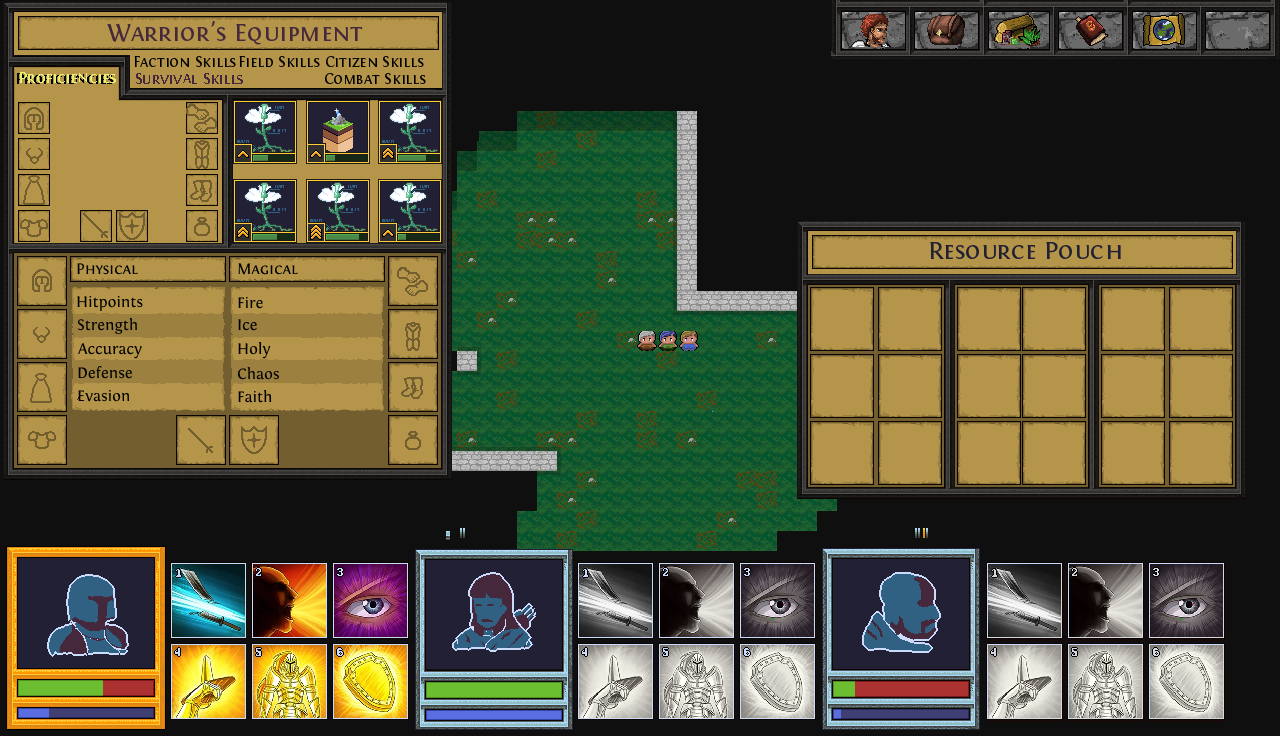 WARRIOR'S EQUIPMENT
FACTION SKILLS FIELD SKILLS CITIZEN SKILLS
PROFICIENCIES SURVIVAL SKILLS COMBAT SKILLS
PHYSICAL MAGICAL
Hitpoints Fire
Strength Ice
Accuracy Holy
Defense Chaos
Evasion Faith
RESOURCE POUCH
1 2 3 1 2 3 1 2 3
4 5 6 4 5 6 4 5 6